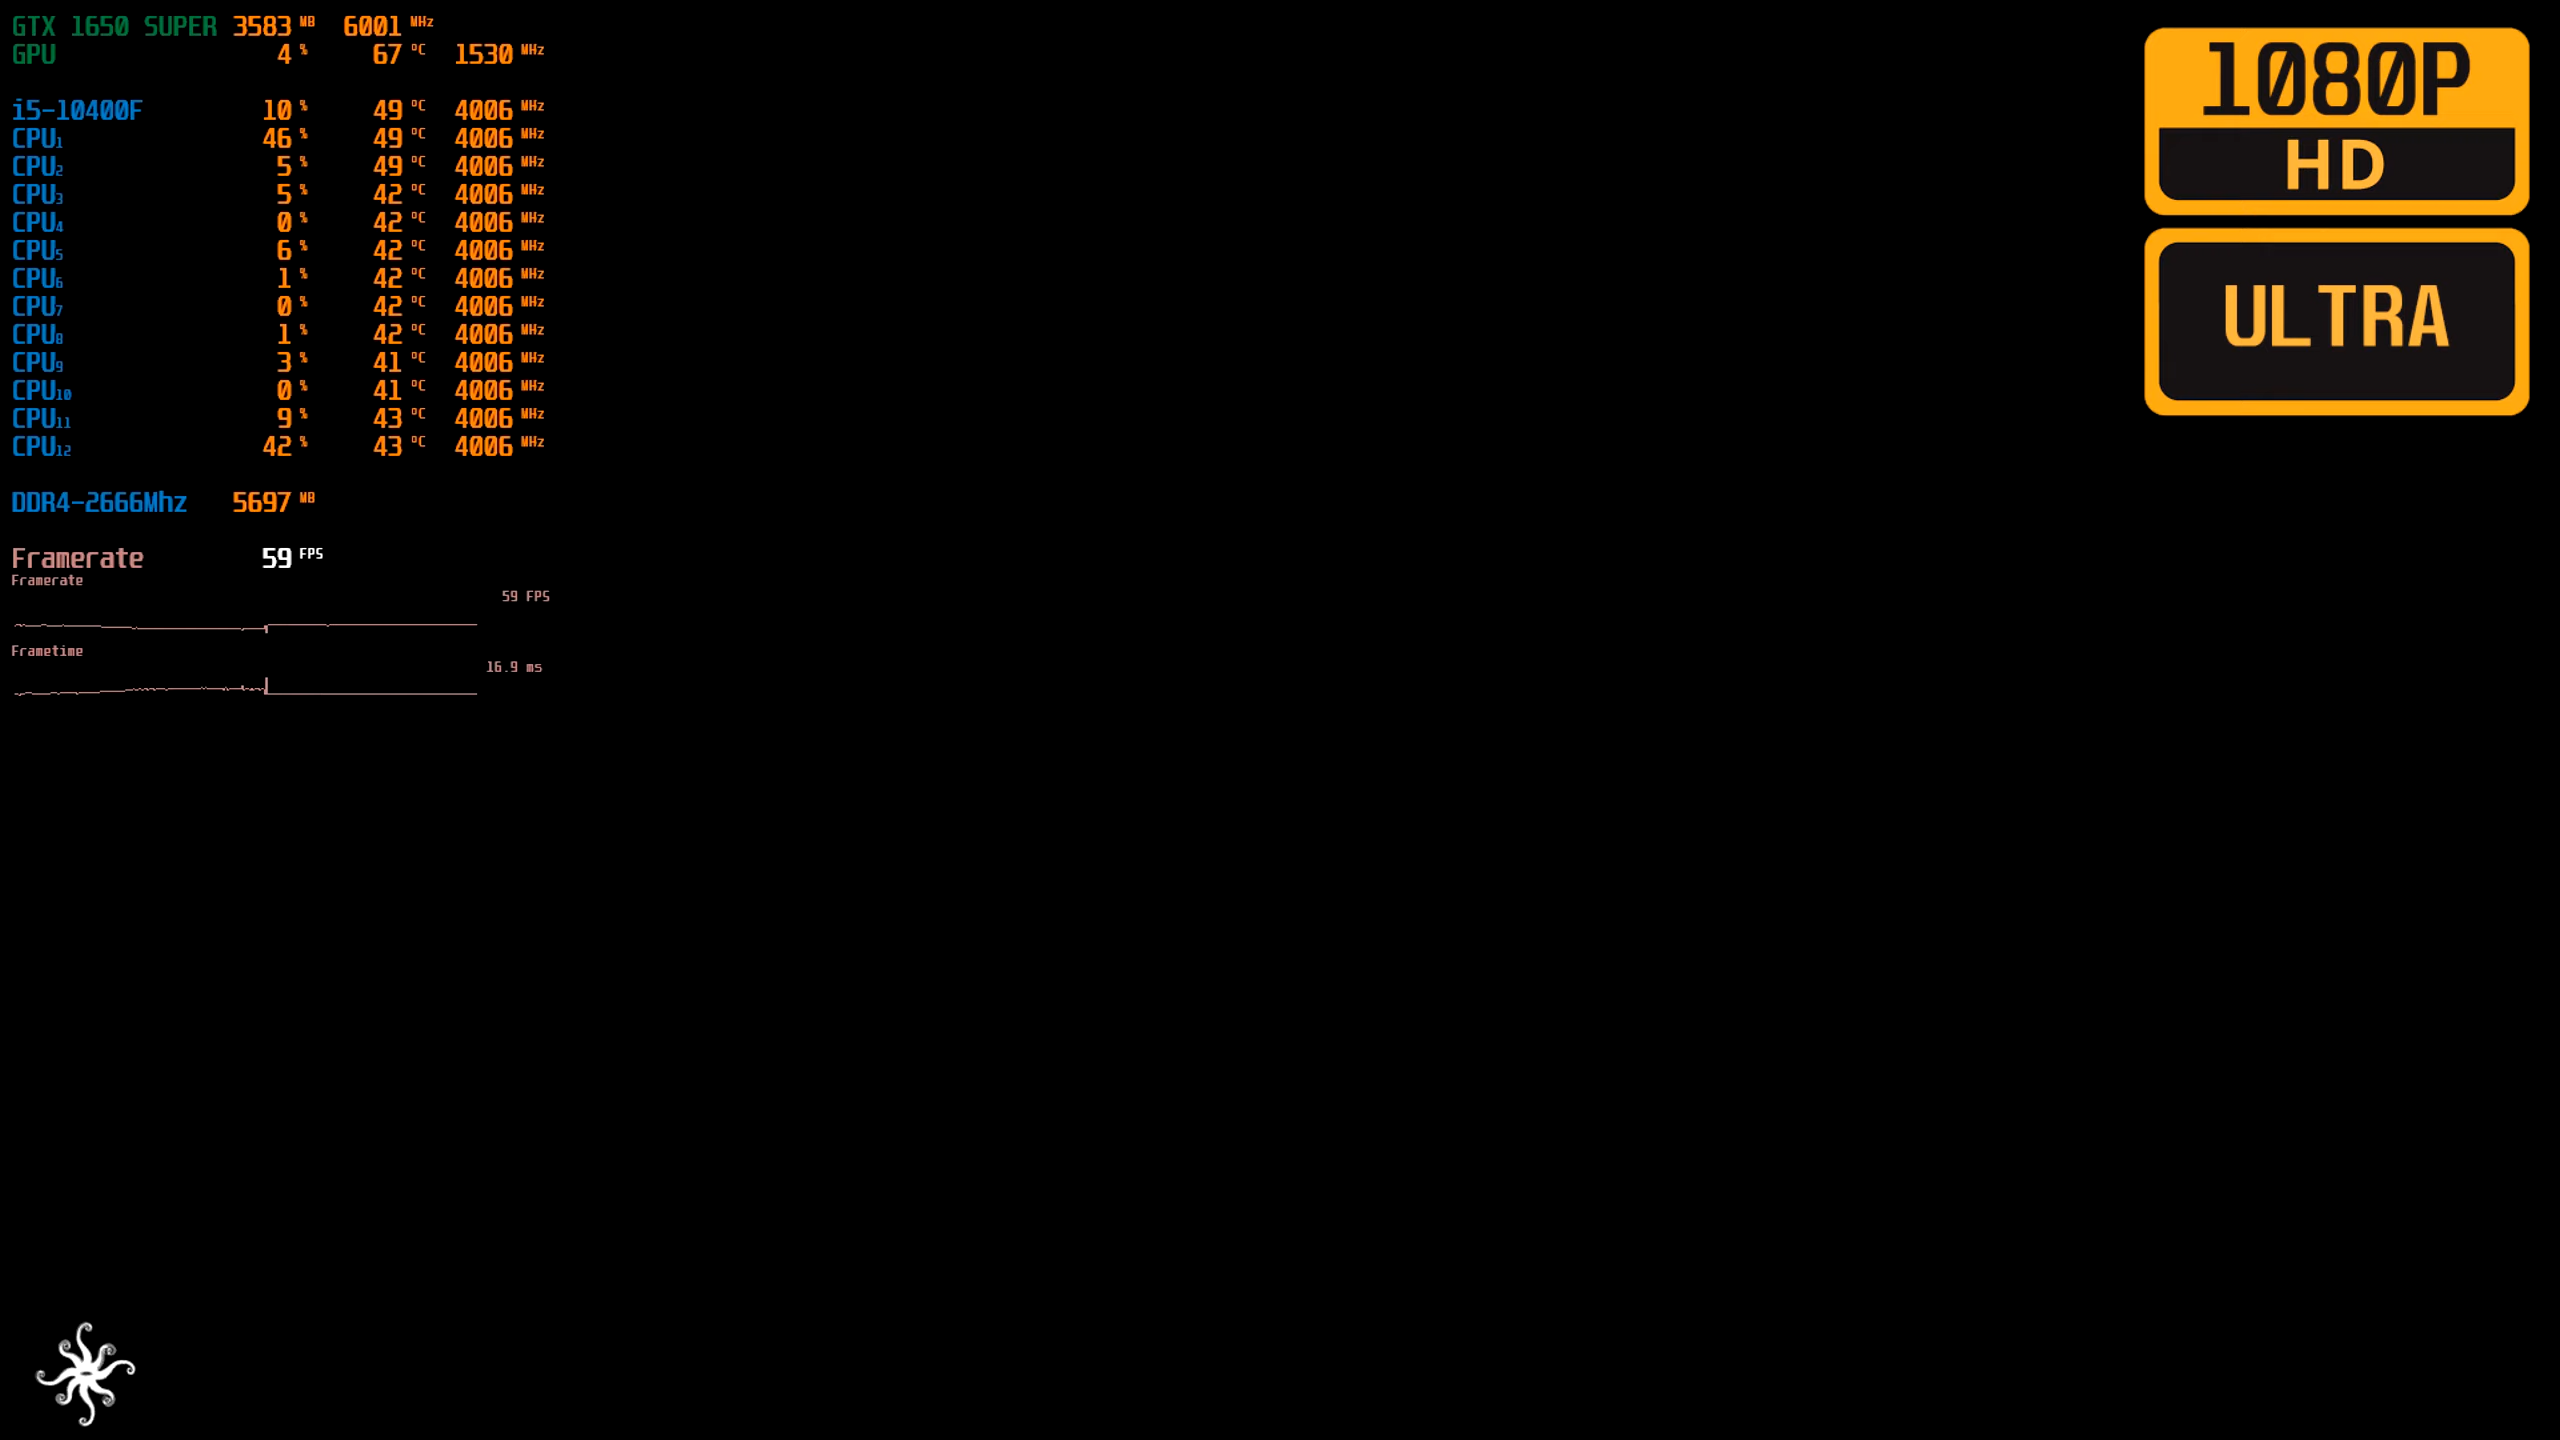 GTX 1650 SUPER 3583 MB 6001 MHz
GPU 4 % 67 °C 1530 MHz
i5-10400F 10 % 49 °C 4006 MHz
CPU1 46 % 49 °C 4006 MHz
CPU2 5 % 49 °C 4006 MHz
CPU3 5 % 42 °C 4006 MHz
CPU4 0 % 42 °C 4006 MHz
CPU5 6 % 42 °C 4006 MHz
CPU6 1 % 42 °C 4006 MHz
CPU7 0 % 42 °C 4006 MHz
CPU8 1 % 42 °C 4006 MHz
CPU9 3 % 41 °C 4006 MHz
CPU10 0 % 41 °C 4006 MHz
CPU11 9 % 43 °C 4006 MHz
CPU12 42 % 43 °C 4006 MHz
DDR4-2666Mhz 5697 MB
Framerate 59 FPS
Framerate
59 FPS
Frametime
16.9 ms
1080P
HD
ULTRA